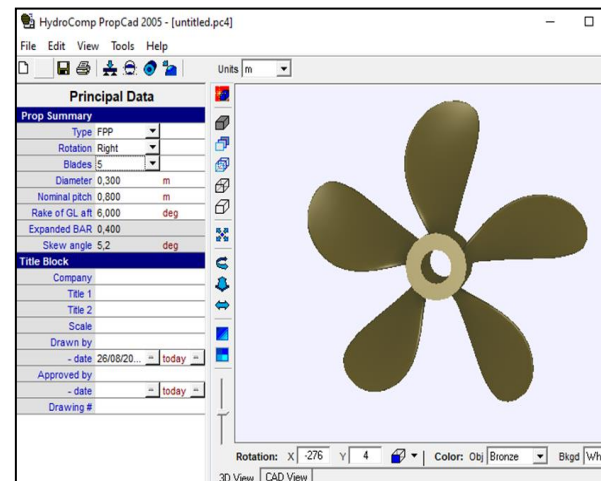 HydroComp PropCad 2005 - [untitled.pc4]
File Edit View Tools Help
Units m
Principal Data
Prop Summary
Type FPP
Rotation Right
Blades 5
Diameter 0,300 m
Nominal pitch 0,800 m
Rake of GL aft 6,000 deg
Expanded BAR 0,400
Skew angle 5,2 deg
Title Block
Company
Title 1
Title 2
Scale
Drawn by
- date 26/08/20... today
Approved by
- date today
Drawing #
Rotation: X -276 Y 4 Color: Obj Bronze Bkgd Wh
3D View CAD View